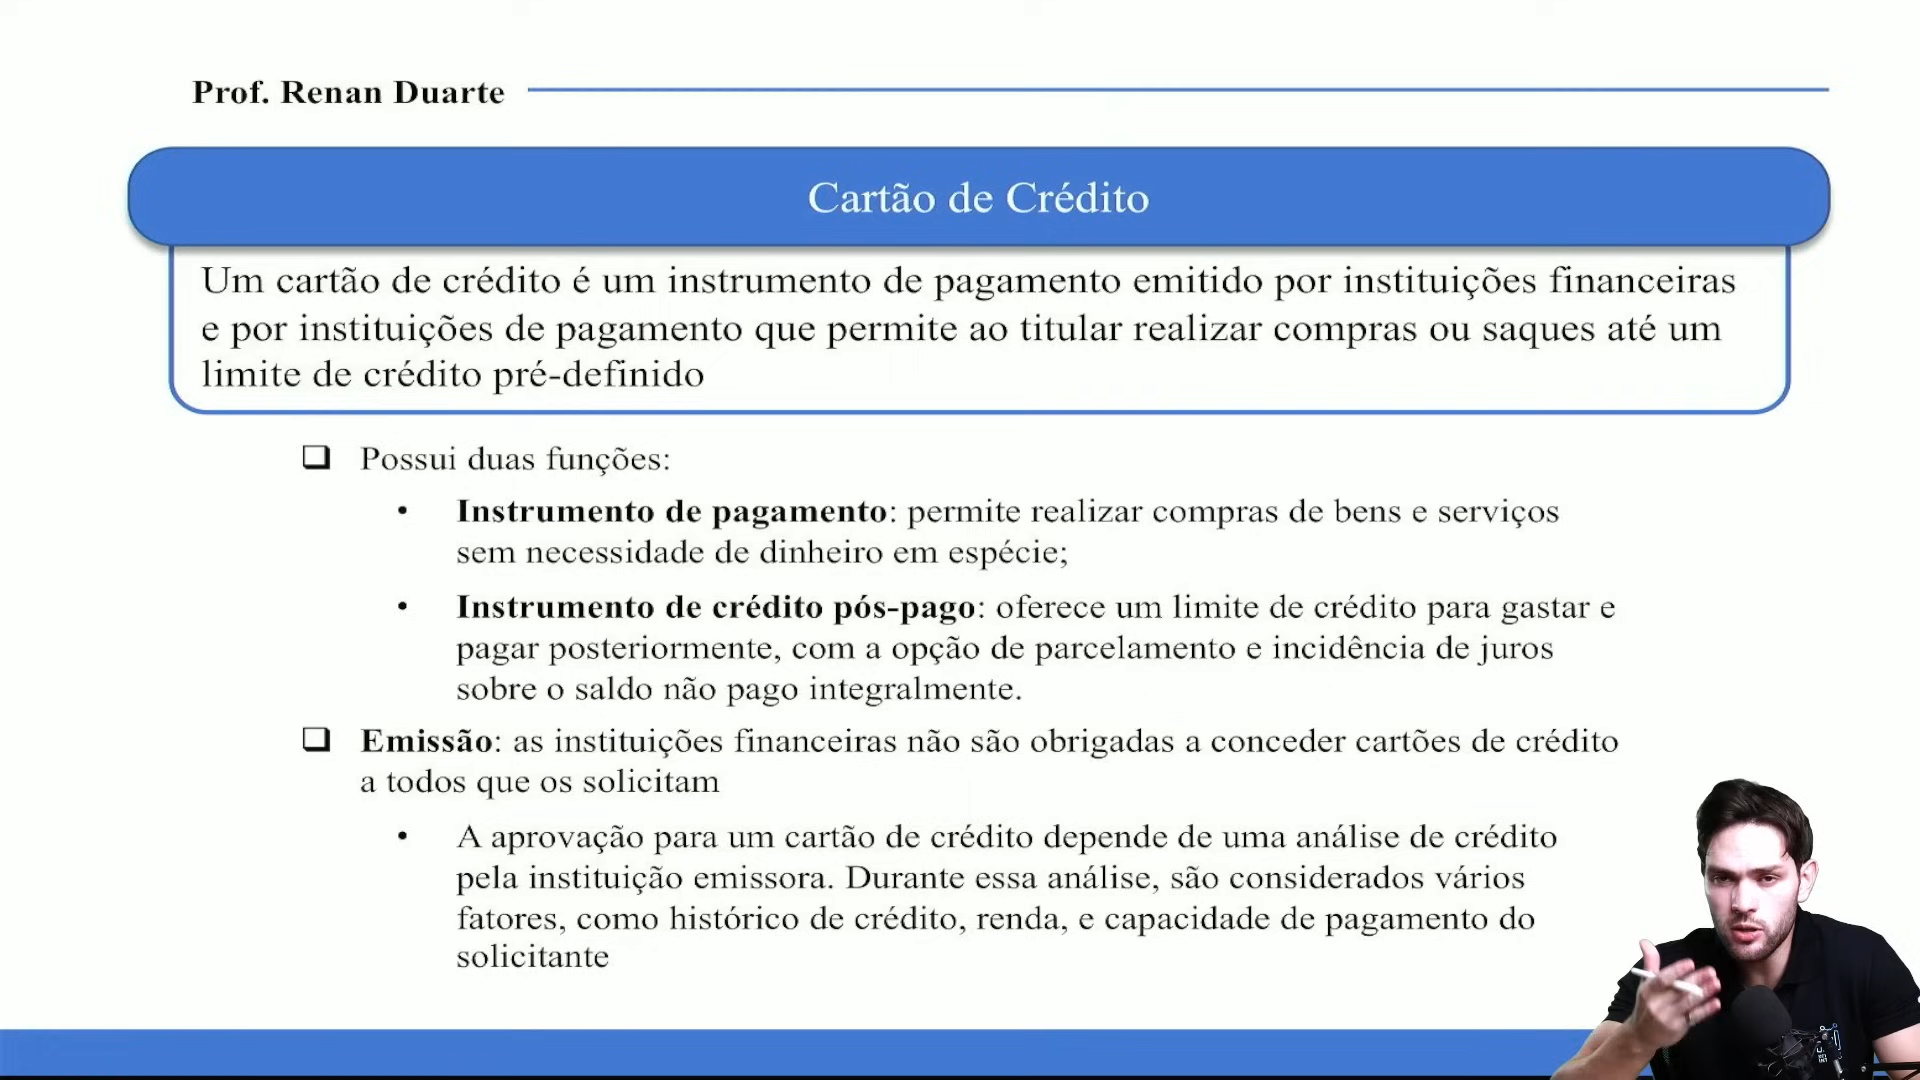 Prof. Renan Duarte
Cartão de Crédito
Um cartão de crédito é um instrumento de pagamento emitido por instituições financeiras
e por instituições de pagamento que permite ao titular realizar compras ou saques até um
limite de crédito pré-definido
❑ Possui duas funções:
• Instrumento de pagamento: permite realizar compras de bens e serviços
sem necessidade de dinheiro em espécie;
• Instrumento de crédito pós-pago: oferece um limite de crédito para gastar e
pagar posteriormente, com a opção de parcelamento e incidência de juros
sobre o saldo não pago integralmente.
❑ Emissão: as instituições financeiras não são obrigadas a conceder cartões de crédito
a todos que os solicitam
• A aprovação para um cartão de crédito depende de uma análise de crédito
pela instituição emissora. Durante essa análise, são considerados vários
fatores, como histórico de crédito, renda, e capacidade de pagamento do
solicitante